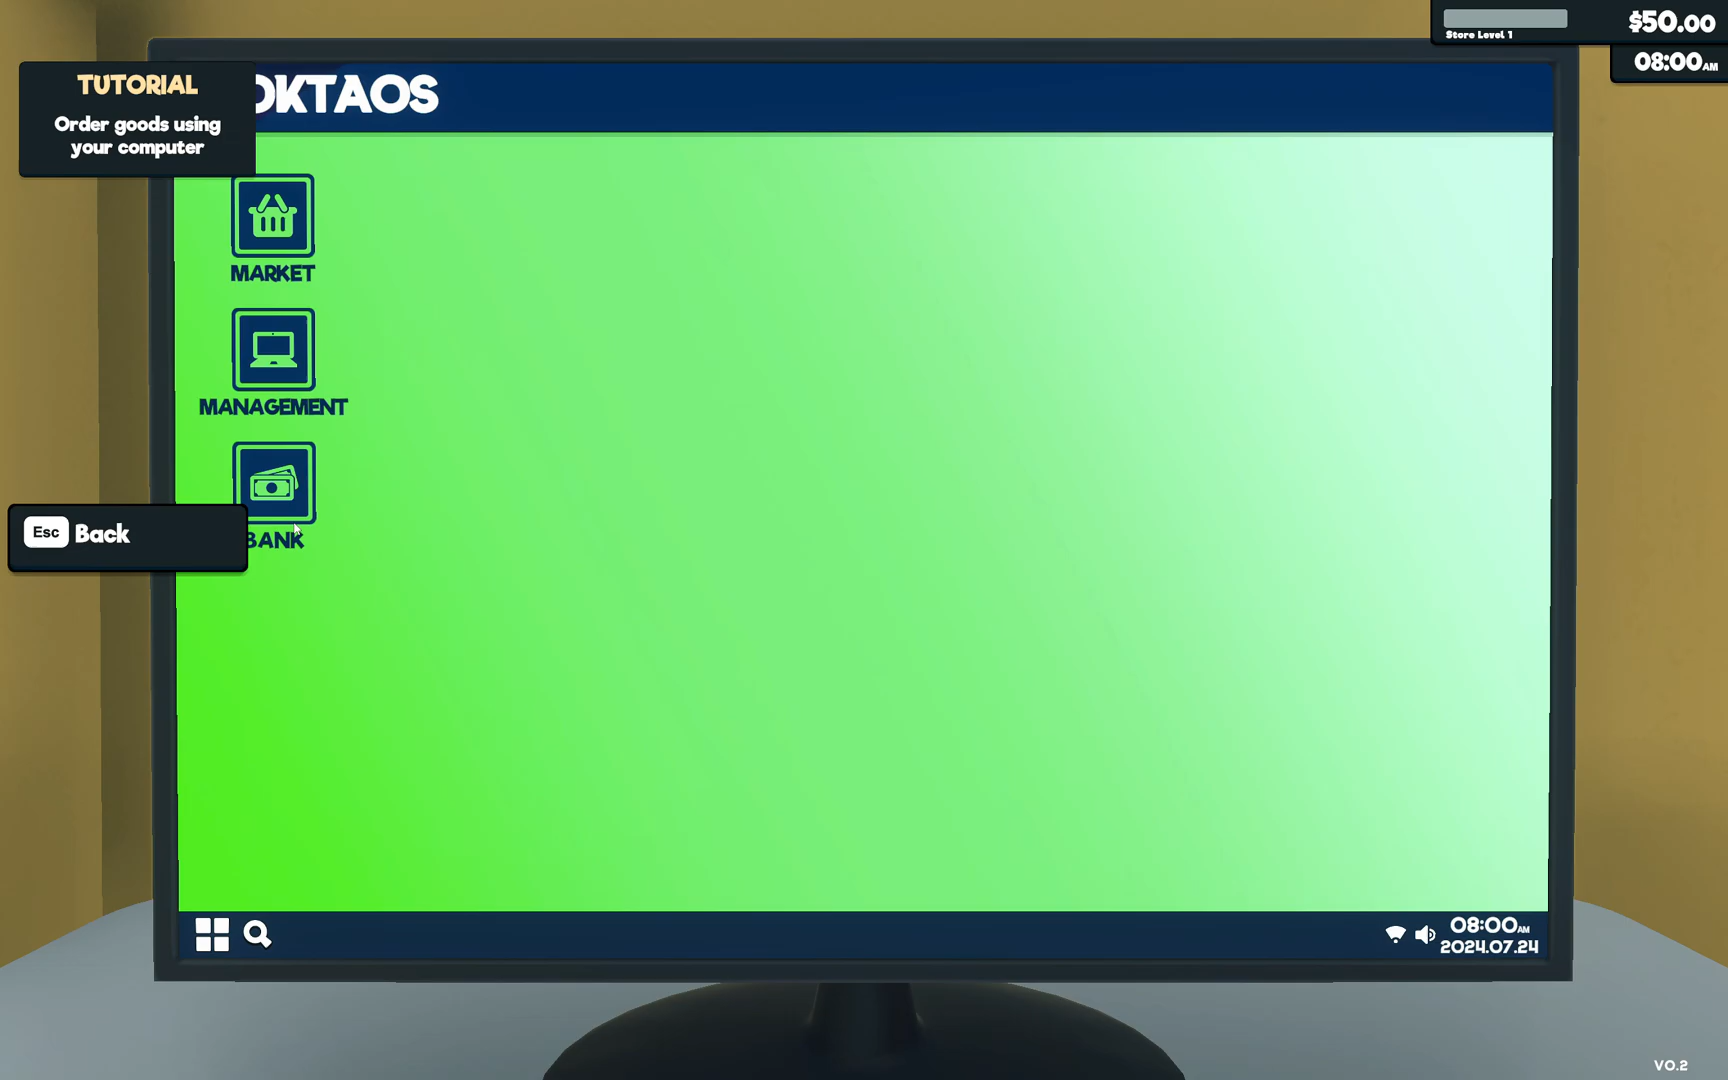 $50.00
Store Level 1
08:00AM
TUTORIAL
Order goods using
your computer
OKTAOS
MARKET
MANAGEMENT
BANK
Esc Back
08:00AM
2024.07.24
V0.2